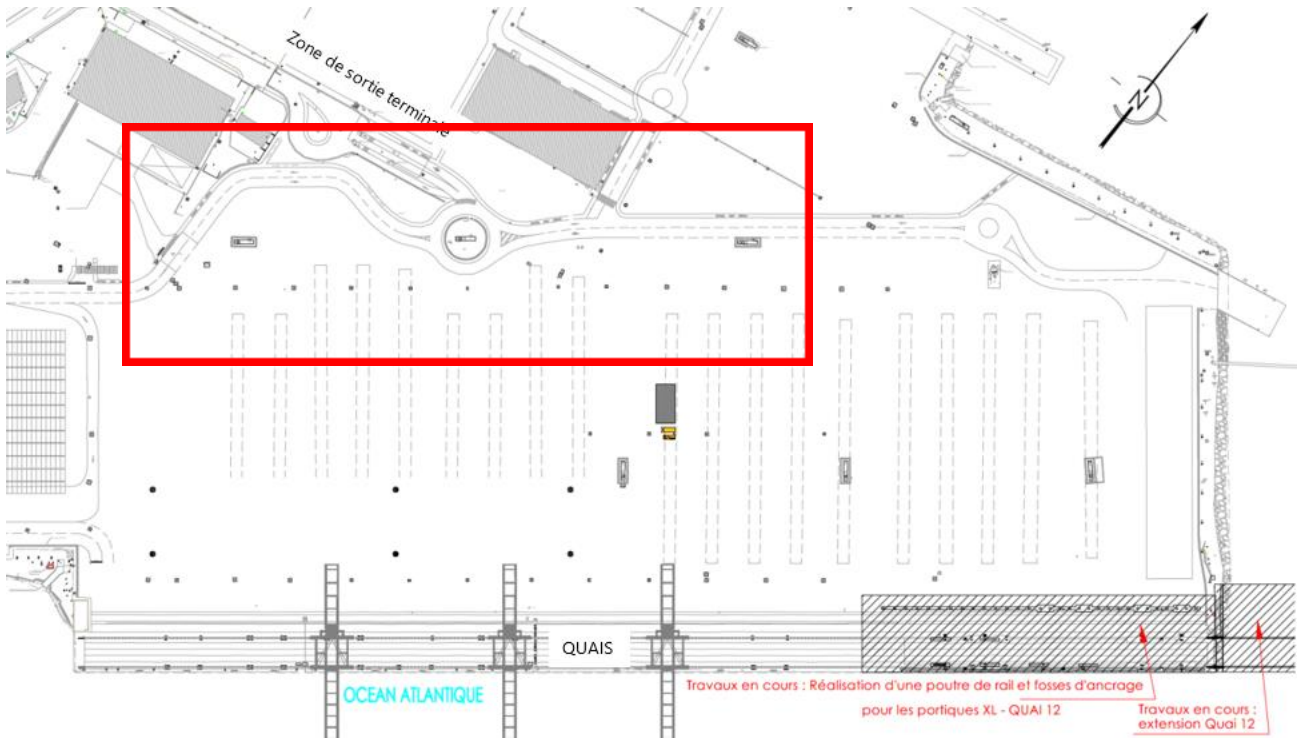 Zone de sortie terminale
N
QUAIS
OCEAN ATLANTIQUE
Travaux en cours : Réalisation d'une poutre de rail et fosses d'ancrage
pour les portiques XL - QUAI 12
Travaux en cours :
extension Quai 12